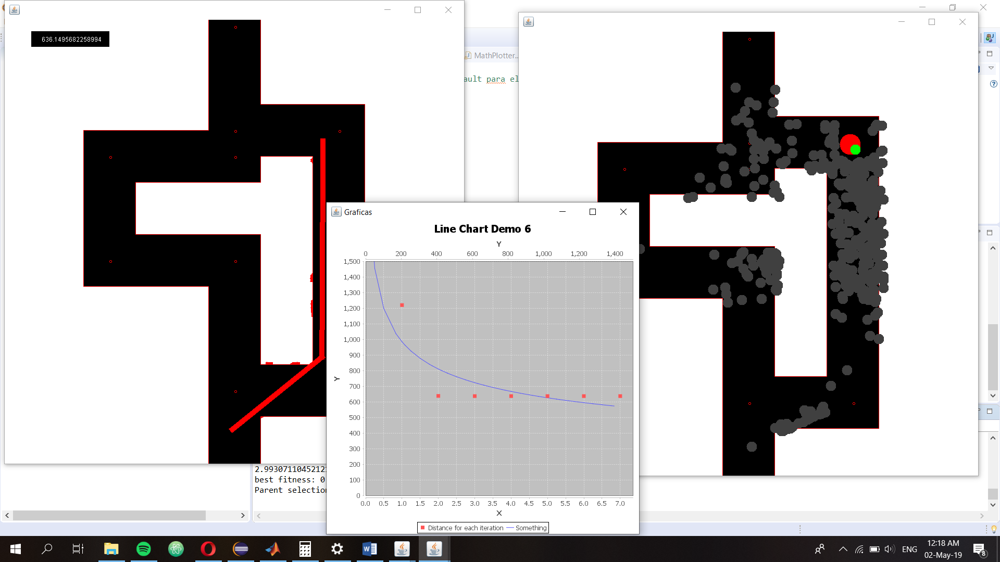 636.1495682258994
MathPlotter...
ault para el
Graficas
Line Chart Demo 6
Y
0 200 400 600 800 1,000 1,200 1,400
1,500
1,400
1,300
1,200
1,100
1,000
900
800
700
600
500
400
300
200
100
0
Y
0.0 0.5 1.0 1.5 2.0 2.5 3.0 3.5 4.0 4.5 5.0 5.5 6.0 6.5 7.0
X
Distance for each iteration Something
best fitness: 0
Parent selection
ENG
12:18 AM
02-May-19
8